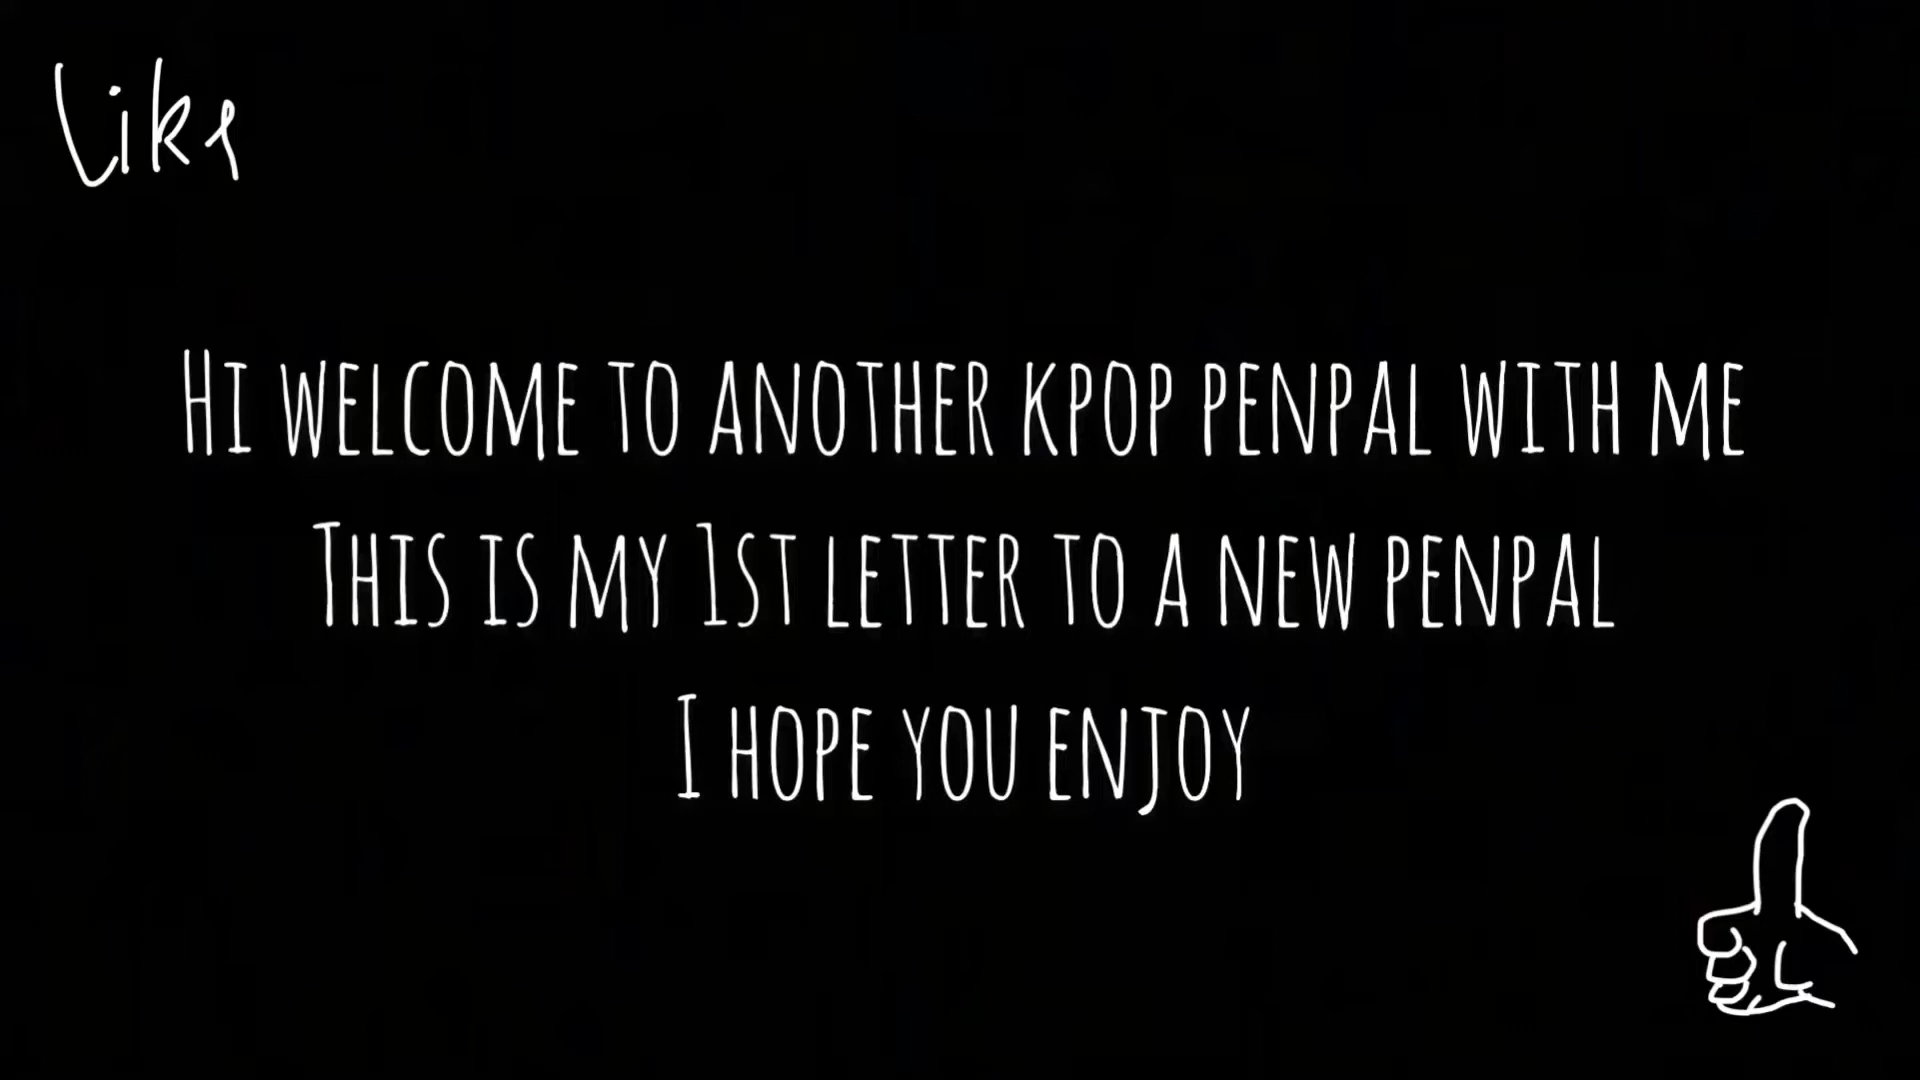 Like
Hi welcome to another kpop penpal with me
This is my 1st letter to a new penpal
I hope you enjoy